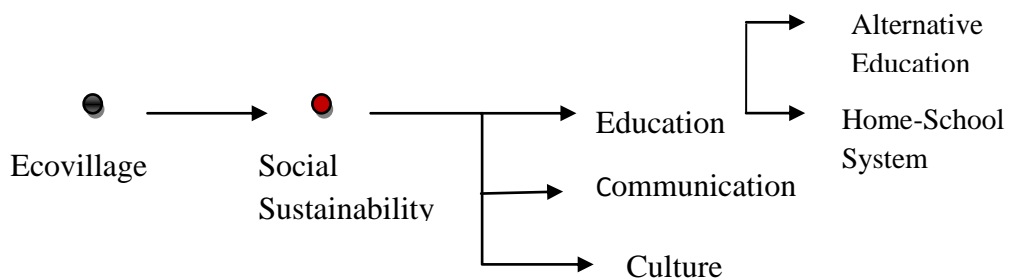 Ecovillage
Social
Sustainability
Education
Communication
Culture
Alternative
Education
Home-School
System